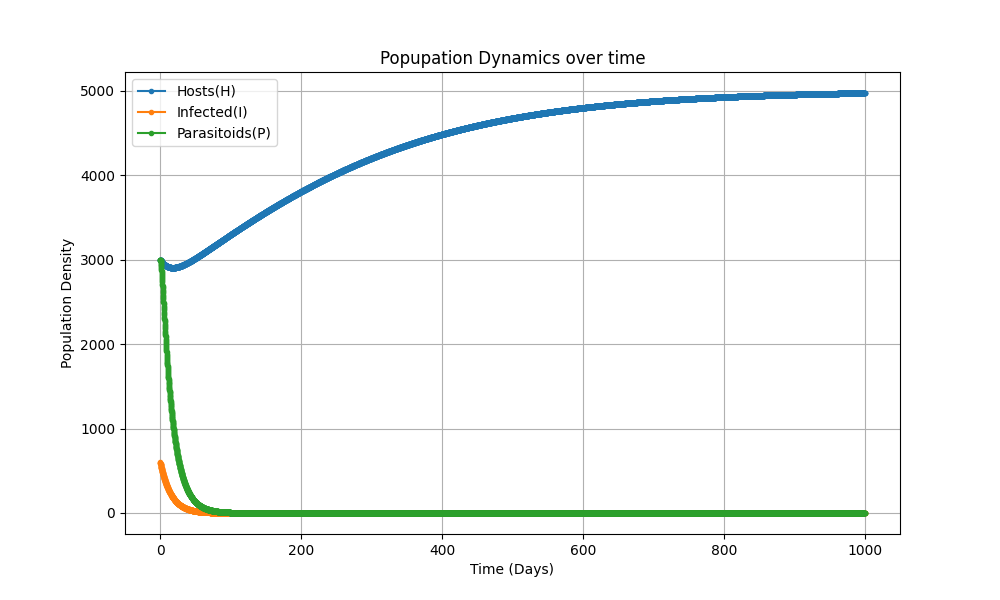 Popupation Dynamics over time
Hosts(H)
Infected(I)
Parasitoids(P)
Population Density
5000
4000
3000
2000
1000
0
0 200 400 600 800 1000
Time (Days)